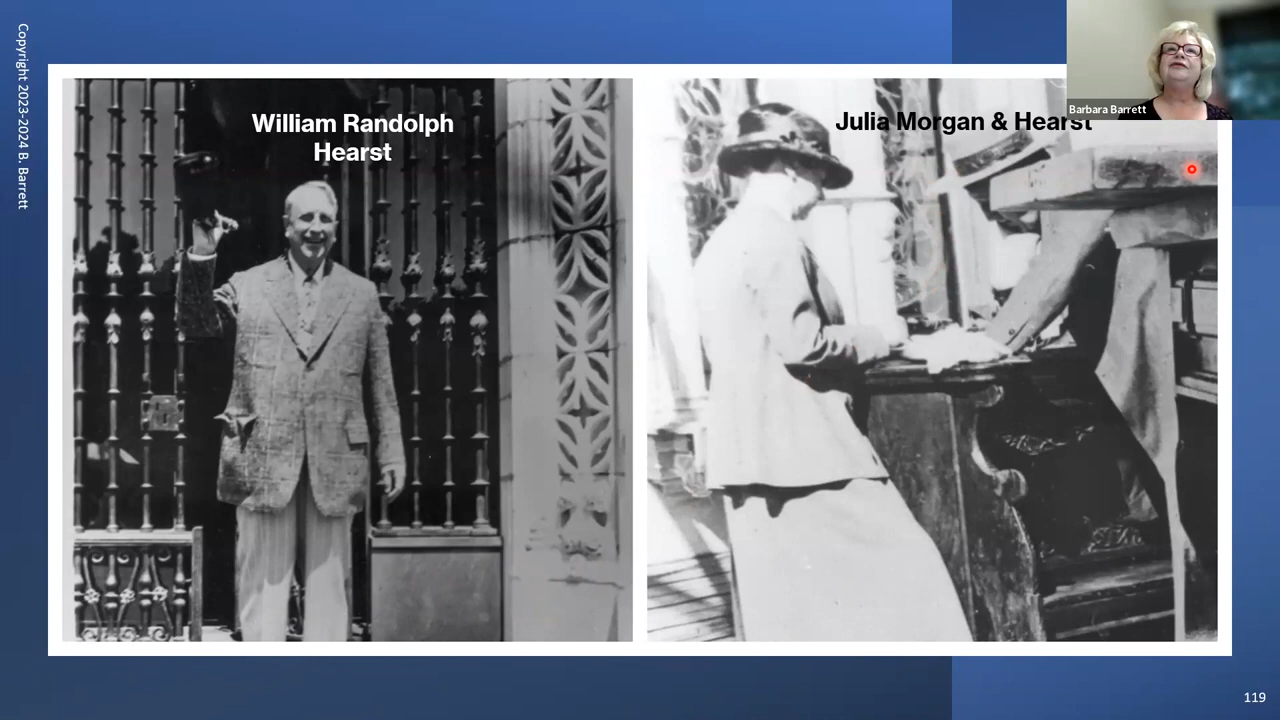 Copyright 2023-2024 B. Barrett
William Randolph
Hearst
Julia Morgan & Hearst
Barbara Barrett
119